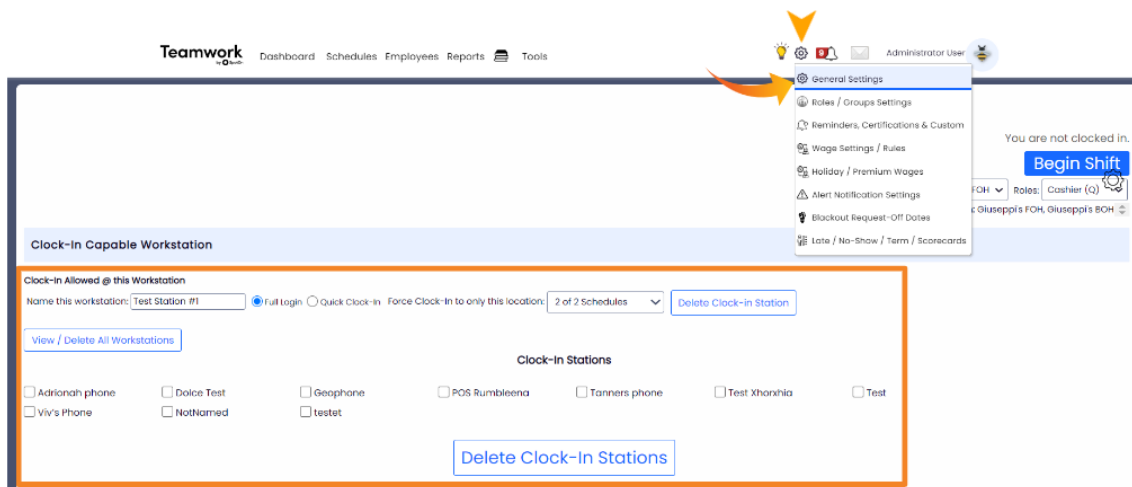 Teamwork
Dashboard Schedules Employees Reports Tools
9
Administrator User
General Settings
Roles / Groups Settings
Reminders, Certifications & Custom
Wage Settings / Rules
Holiday / Premium Wages
Alert Notification Settings
Blackout Request-Off Dates
Late / No-Show / Term / Scorecards
You are not clocked in.
Begin Shift
FOH Roles: Cashier (Q)
: Giuseppi's FOH, Giuseppi's BOH
Clock-In Capable Workstation
Clock-In Allowed @ this Workstation
Name this workstation: Test Station #1 Full Login Quick Clock-In Force Clock-In to only this location: 2 of 2 Schedules Delete Clock-in Station
View / Delete All Workstations
Clock-In Stations
Adrionah phone Dolce Test Geophone POS Rumbleena Tanners phone Test Xhorxhia Test
Viv's Phone NotNamed testet
Delete Clock-In Stations